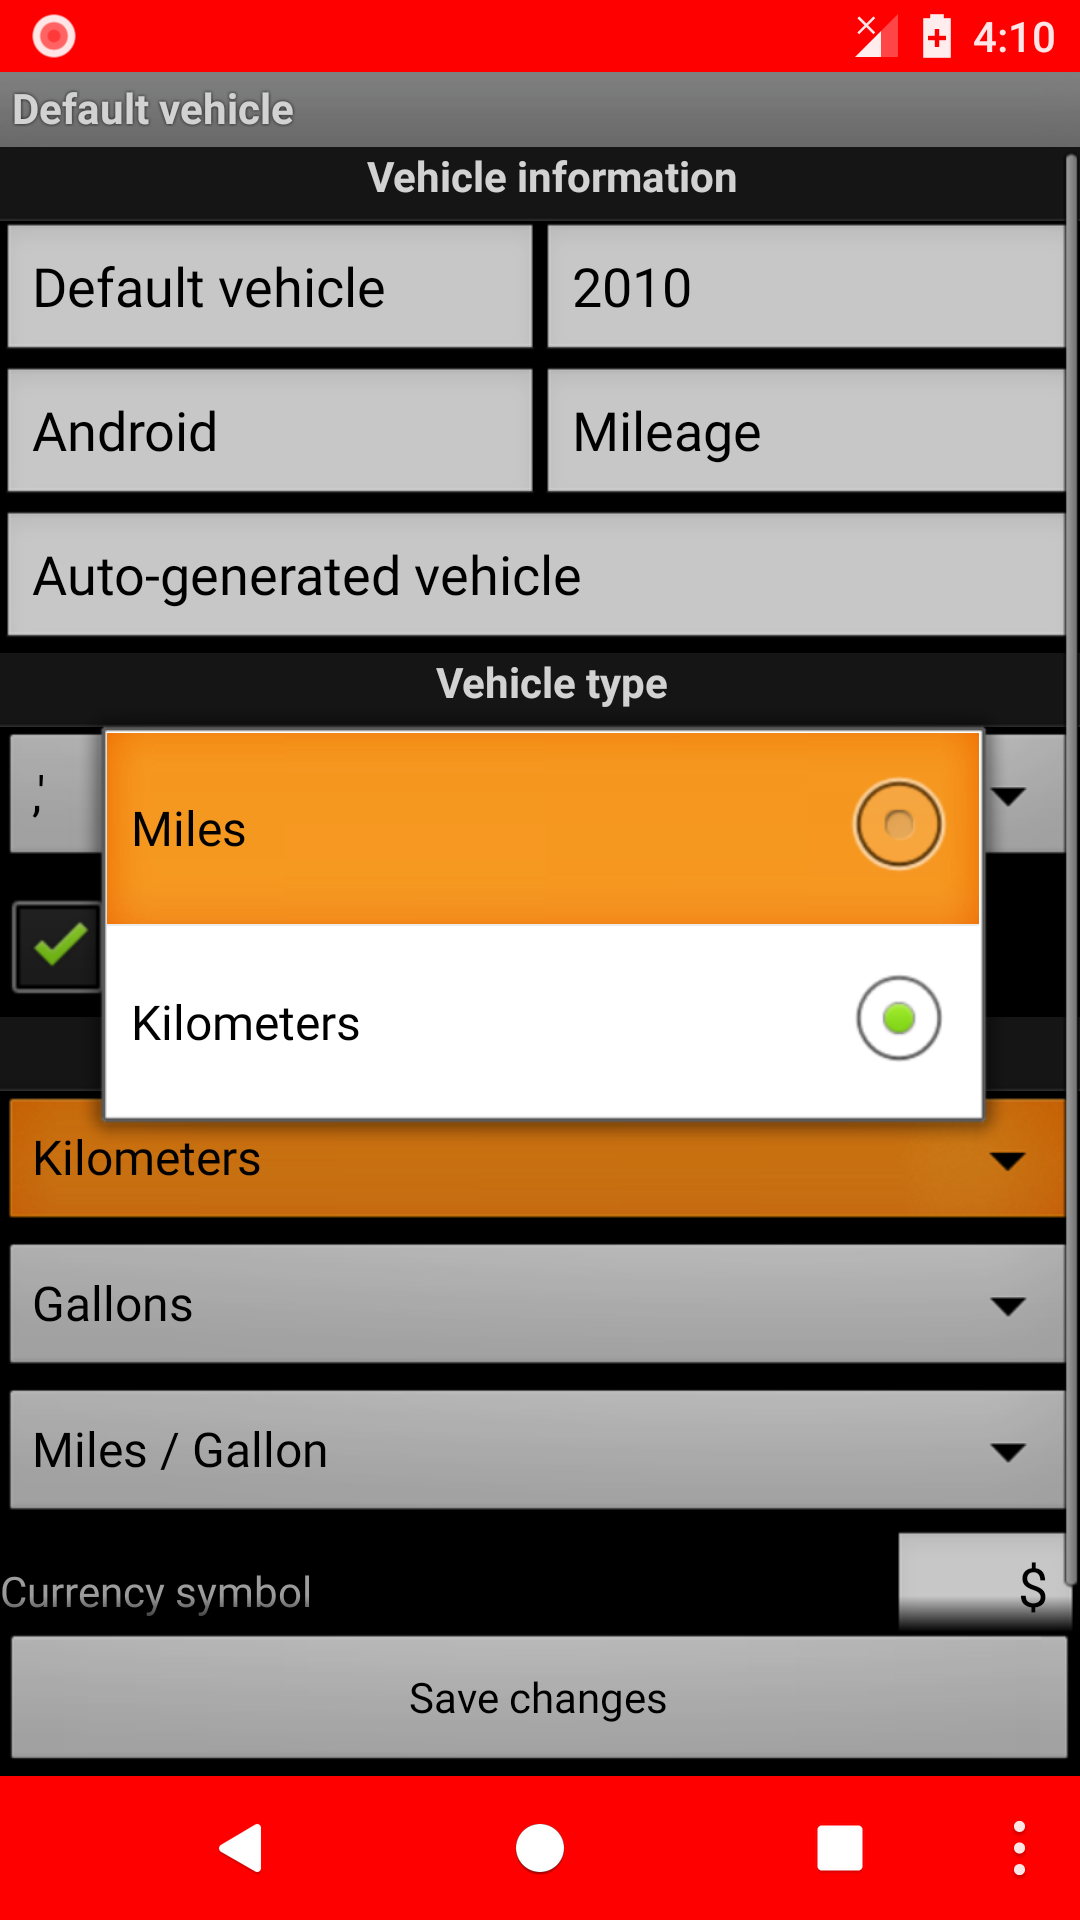 4:10
Default vehicle
Vehicle information
Default vehicle
2010
Android
Mileage
Auto-generated vehicle
Vehicle type
,'
Miles
Kilometers
Kilometers
Gallons
Miles / Gallon
Currency symbol
$
Save changes